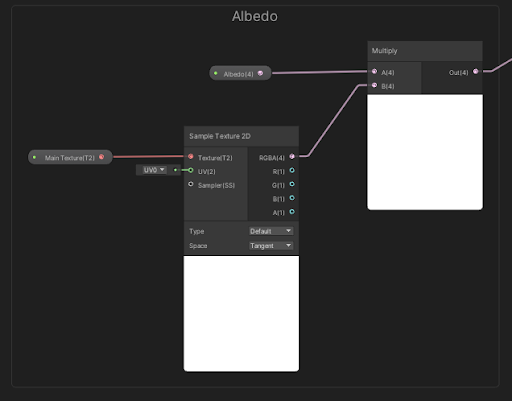 Albedo
Multiply
Albedo(4)
A(4)
Out(4)
B(4)
Sample Texture 2D
Main Texture(T2)
Texture(T2)
RGBA(4)
UV0
UV(2)
R(1)
Sampler(SS)
G(1)
B(1)
A(1)
Type
Default
Space
Tangent